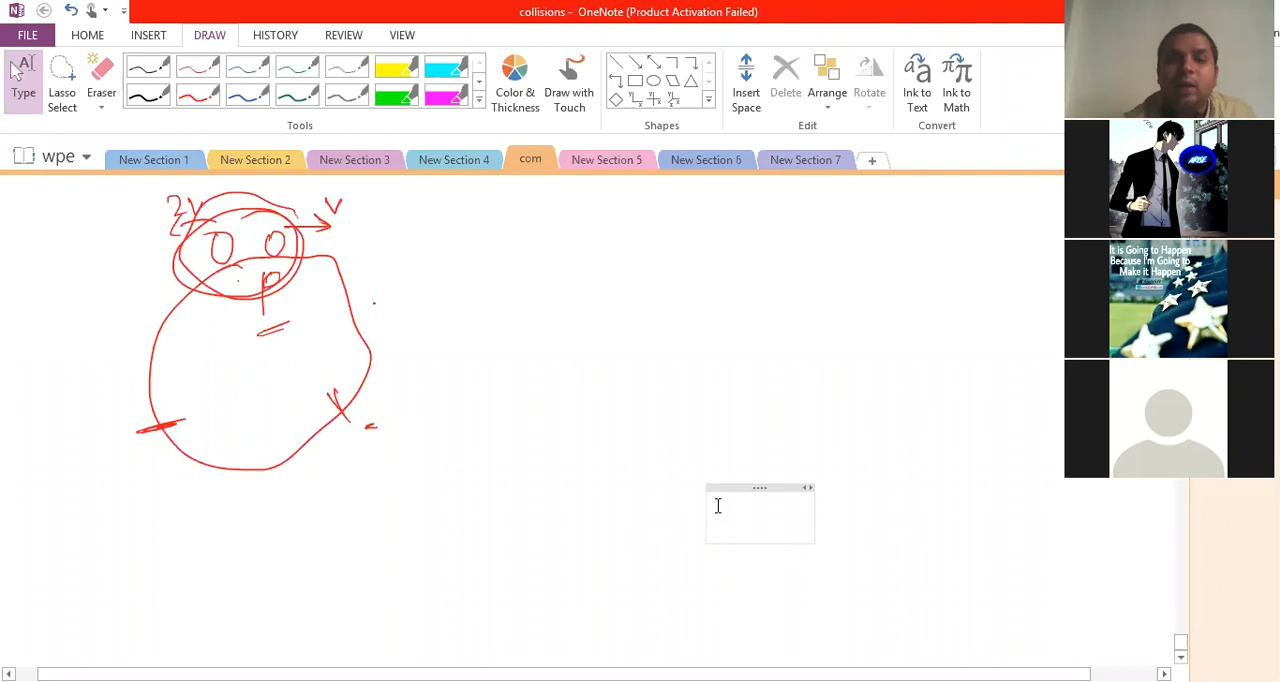 collisions - OneNote (Product Activation Failed)
FILE HOME INSERT DRAW HISTORY REVIEW VIEW
Type
Lasso Select
Eraser
Color & Thickness
Draw with Touch
Insert Space
Delete
Arrange
Rotate
Ink to Text
Ink to Math
Tools
Shapes
Edit
Convert
wpe New Section 1 New Section 2 New Section 3 New Section 4 com New Section 5 New Section 6 New Section 7
2V
V
P
ARISE
It is Going to Happen
Because I'm Going to
Make it Happen